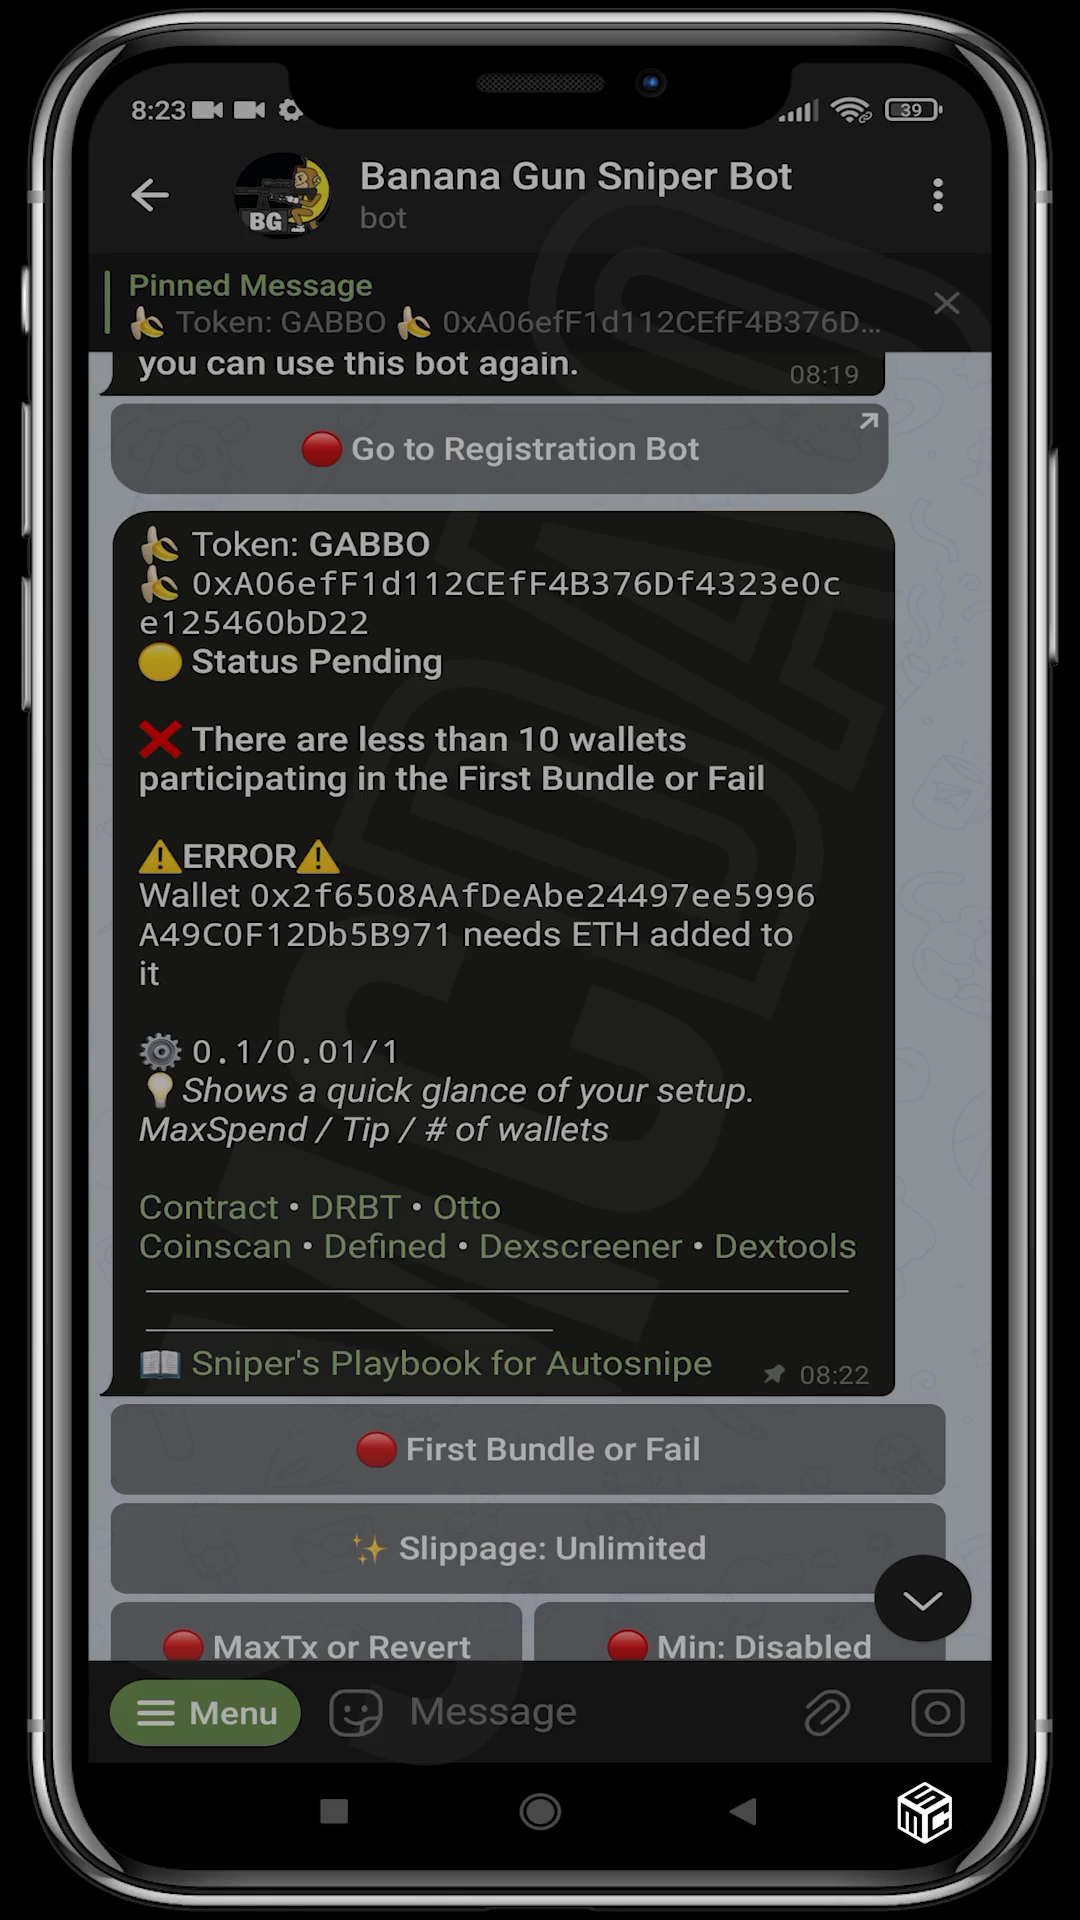 8:23
39
Banana Gun Sniper Bot
BG
bot
Pinned Message
Token: GABBO 0xA06efF1d112CEfF4B376D...
you can use this bot again.
08:19
Go to Registration Bot
Token: GABBO
0xA06efF1d112CEfF4B376Df4323e0c
e125460bD22
Status Pending
There are less than 10 wallets
participating in the First Bundle or Fail
ERROR
Wallet 0x2f6508AAfDeAbe24497ee5996
A49C0F12Db5B971 needs ETH added to
it
0.1/0.01/1
Shows a quick glance of your setup.
MaxSpend / Tip / # of wallets
Contract • DRBT • Otto
Coinscan • Defined • Dexscreener • Dextools
Sniper's Playbook for Autosnipe
08:22
First Bundle or Fail
Slippage: Unlimited
MaxTx or Revert
Min: Disabled
Menu
Message
SMC